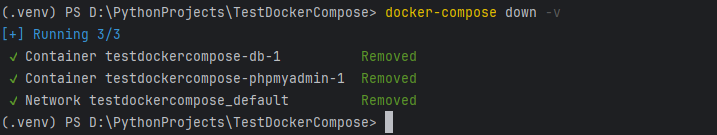 (.venv) PS D:\PythonProjects\TestDockerCompose> docker-compose down -v
[+] Running 3/3
✓ Container testdockercompose-db-1 Removed
✓ Container testdockercompose-phpmyadmin-1 Removed
✓ Network testdockercompose_default Removed
(.venv) PS D:\PythonProjects\TestDockerCompose>